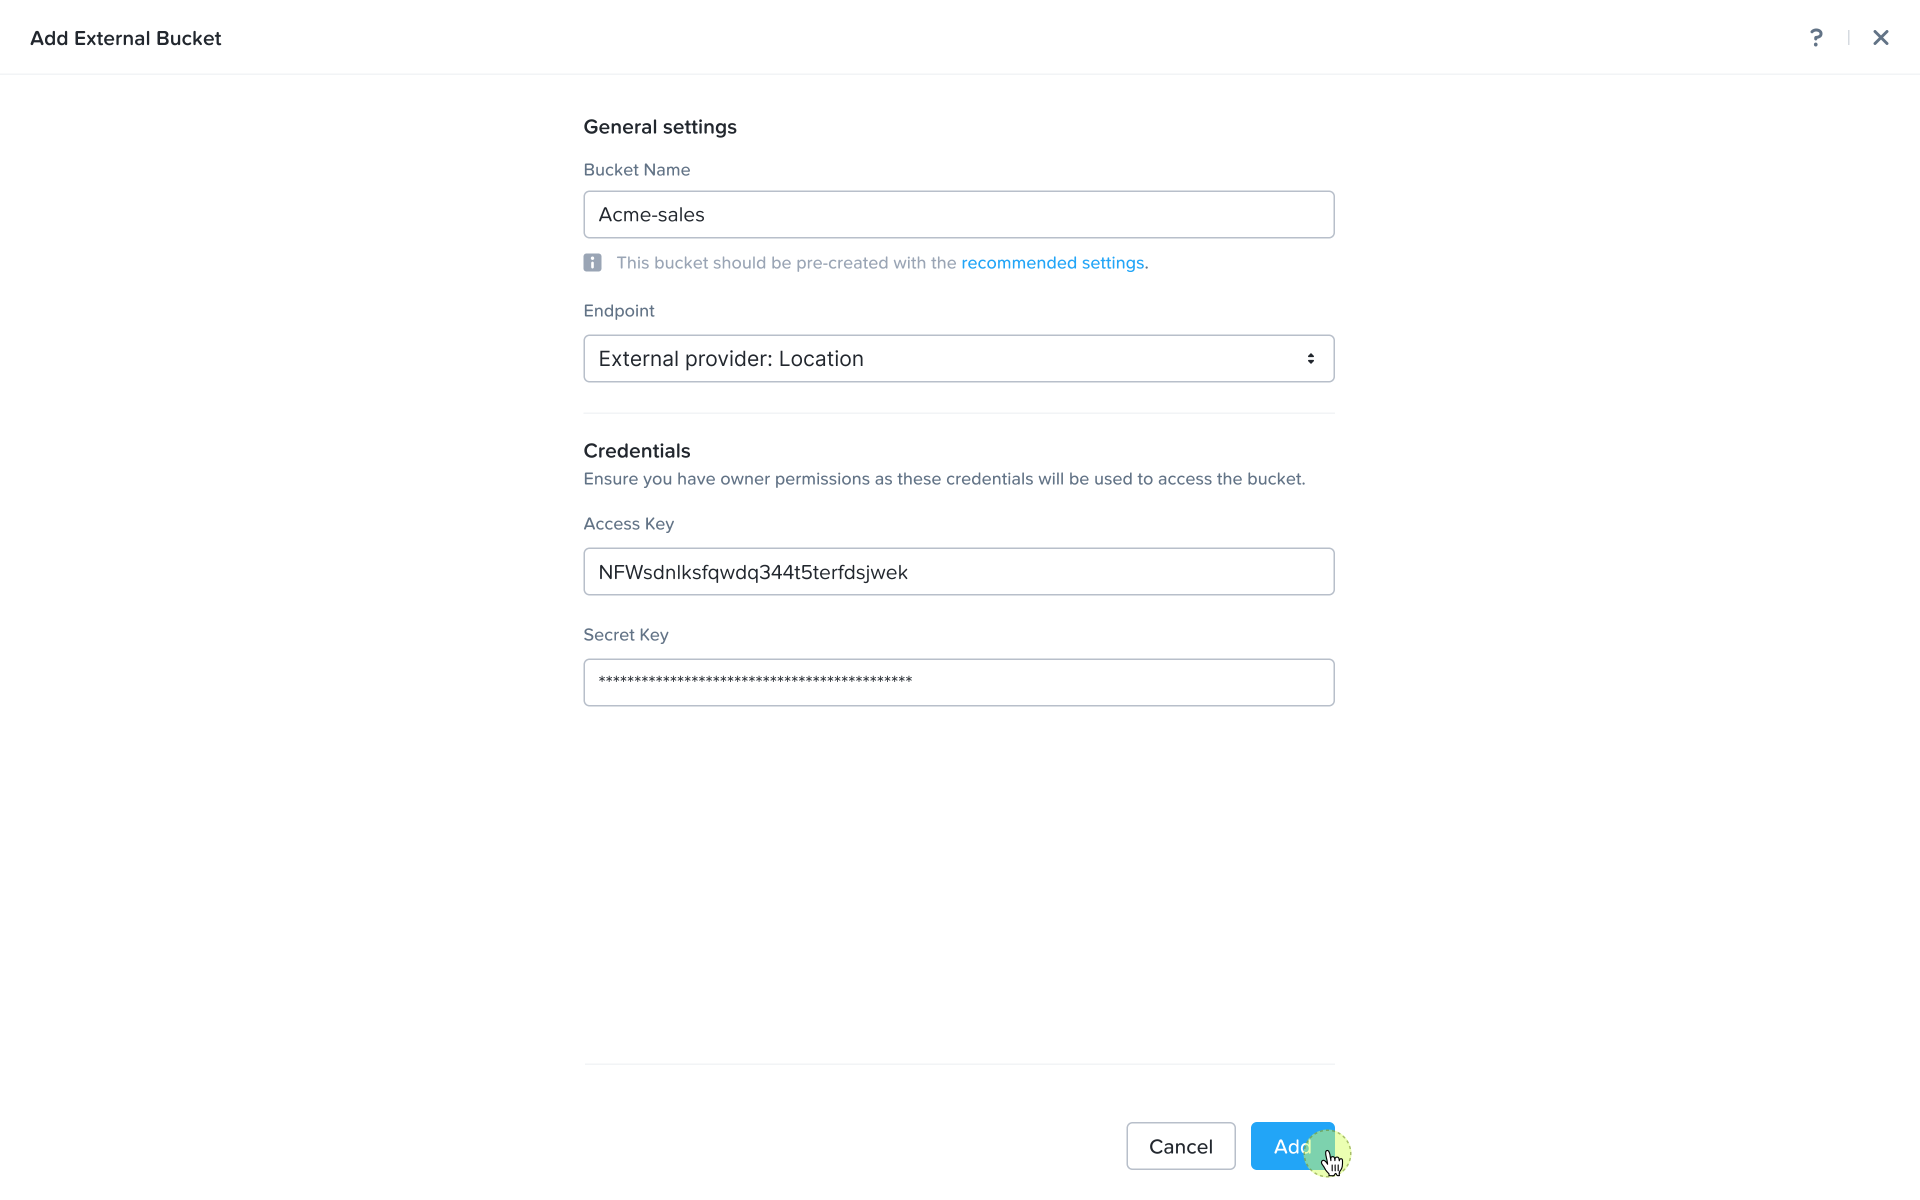 Add External Bucket
?
General settings
Bucket Name
Acme-sales
This bucket should be pre-created with the recommended settings.
Endpoint
External provider: Location
Credentials
Ensure you have owner permissions as these credentials will be used to access the bucket.
Access Key
NFWsdnlksfqwdq344t5terfdsjwek
Secret Key
********************************************
Cancel
Add